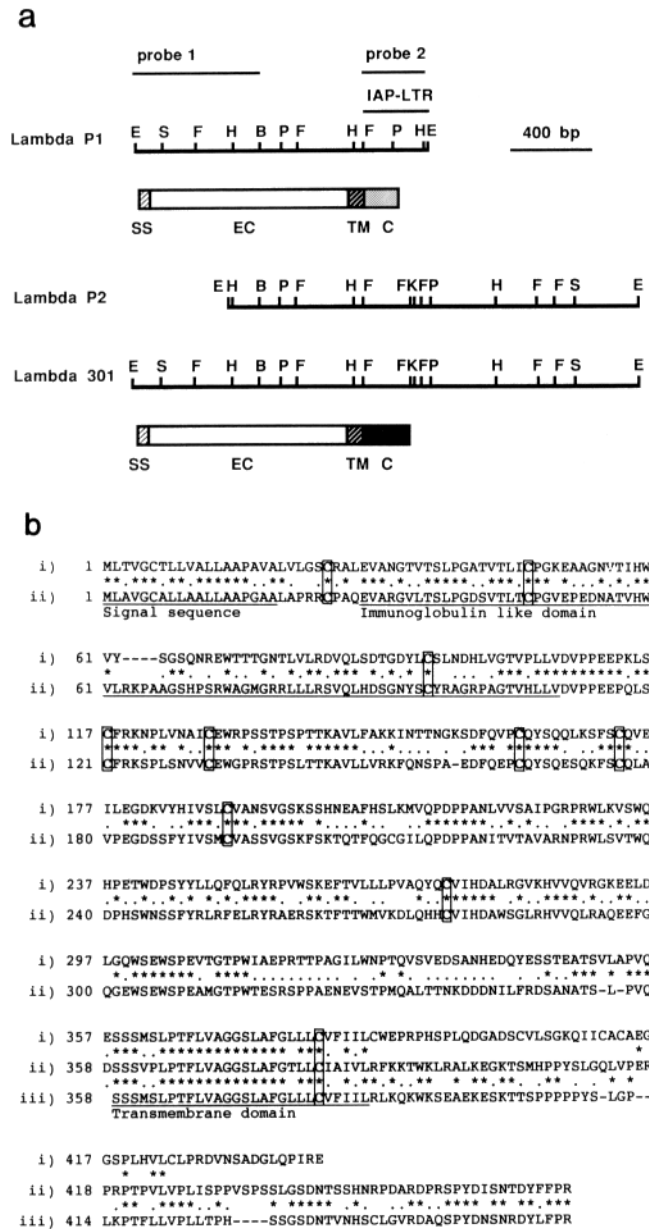 a
probe 1 probe 2
IAP-LTR
Lambda P1 E S F H B P F H F P HE 400 bp
SS EC TM C
Lambda P2 E H B P F H F FKFP H F F S E
Lambda 301 E S F H B P F H F FKFP H F F S E
SS EC TM C
b
i) 1 MLTVGCTLLVALLAAPAVALVLGSCRALEVANGTVTSLPGATVTLICPGKEAAGNVTIHW
ii) 1 MLAVGCALLAALLAAPGAALAPRRCPAQEVARGVLTSLPGDSVTLTCPGVEPEDNATVHW
Signal sequence Immunoglobulin like domain
i) 61 VY----SGSQNREWTTTGNTLVLRDVQLSDTGDYLCSLNDHLVGTVPLLVDVPPEEPKLS
ii) 61 VLRKPAAGSHPSRWAGMGRRLLLRSVQLHDSGNYSCYRAGRPAGTVHLLVDVPPEEPQLS
i) 117 CFRKNPLVNAICEWRPSSTPSPTTKAVLFAKKINTTNGKSDFQVPCQYSQQLKSFSCQVE
ii) 121 CFRKSPLSNVVCEWGPRSTPSLTTKAVLLVRKFQNSPA-EDFQEPCQYSQESQKFSCQLA
i) 177 ILEGDKVYHIVSLCVANSVGSKSSHNEAFHSLKMVQPDPPANLVVSAIPGRPRWLKVSWQ
ii) 180 VPEGDSSFYIVSMCVASSVGSKFSKTQTFQGCGILQPDPPANITVTAVARNPRWLSVTWQ
i) 237 HPETWDPSYYLLQFQLRYRPVWSKEFTVLLLPVAQYQCVIHDALRGVKHVVQVRGKEELD
ii) 240 DPHSWNSSFYRLRFELRYRAERSKTFTTWMVKDLQHHCVIHDAWSGLRHVVQLRAQEEFG
i) 297 LGQWSEWSPEVTGTPWIAEPRTTPAGILWNPTQVSVEDSANHEDQYESSTEATSVLAPVQ
ii) 300 QGEWSEWSPEAMGTPWTESRSPPAENEVSTPMQALTTNKDDDNILFRDSANATS-L-PVQ
i) 357 ESSSMSLPTFLVAGGSLAFGLLLCVFIILCWEPRPHSPLQDGADSCVLSGKQIICACAEG
ii) 358 DSSSVPLPTFLVAGGSLAFGTLLCIAIVLRFKKTWKLRALKEGKTSMHPPYSLGQLVPER
iii) 358 SSSMSLPTFLVAGGSLAFGLLLCVFIILRLKQKWKSEAEKESKTTSPPPPPYS-LGP--
Transmembrane domain
i) 417 GSPLHVLCLPRDVNSADGLQPIRE
ii) 418 PRPTPVLVPLISPPVSPSSLGSDNTSSHNRPDARDPRSPYDISNTDYFFPR
iii) 414 LKPTFLLVPLLTPH----SSGSDNTVNHSCLGVRDAQSPYDNSNRDYLFPR